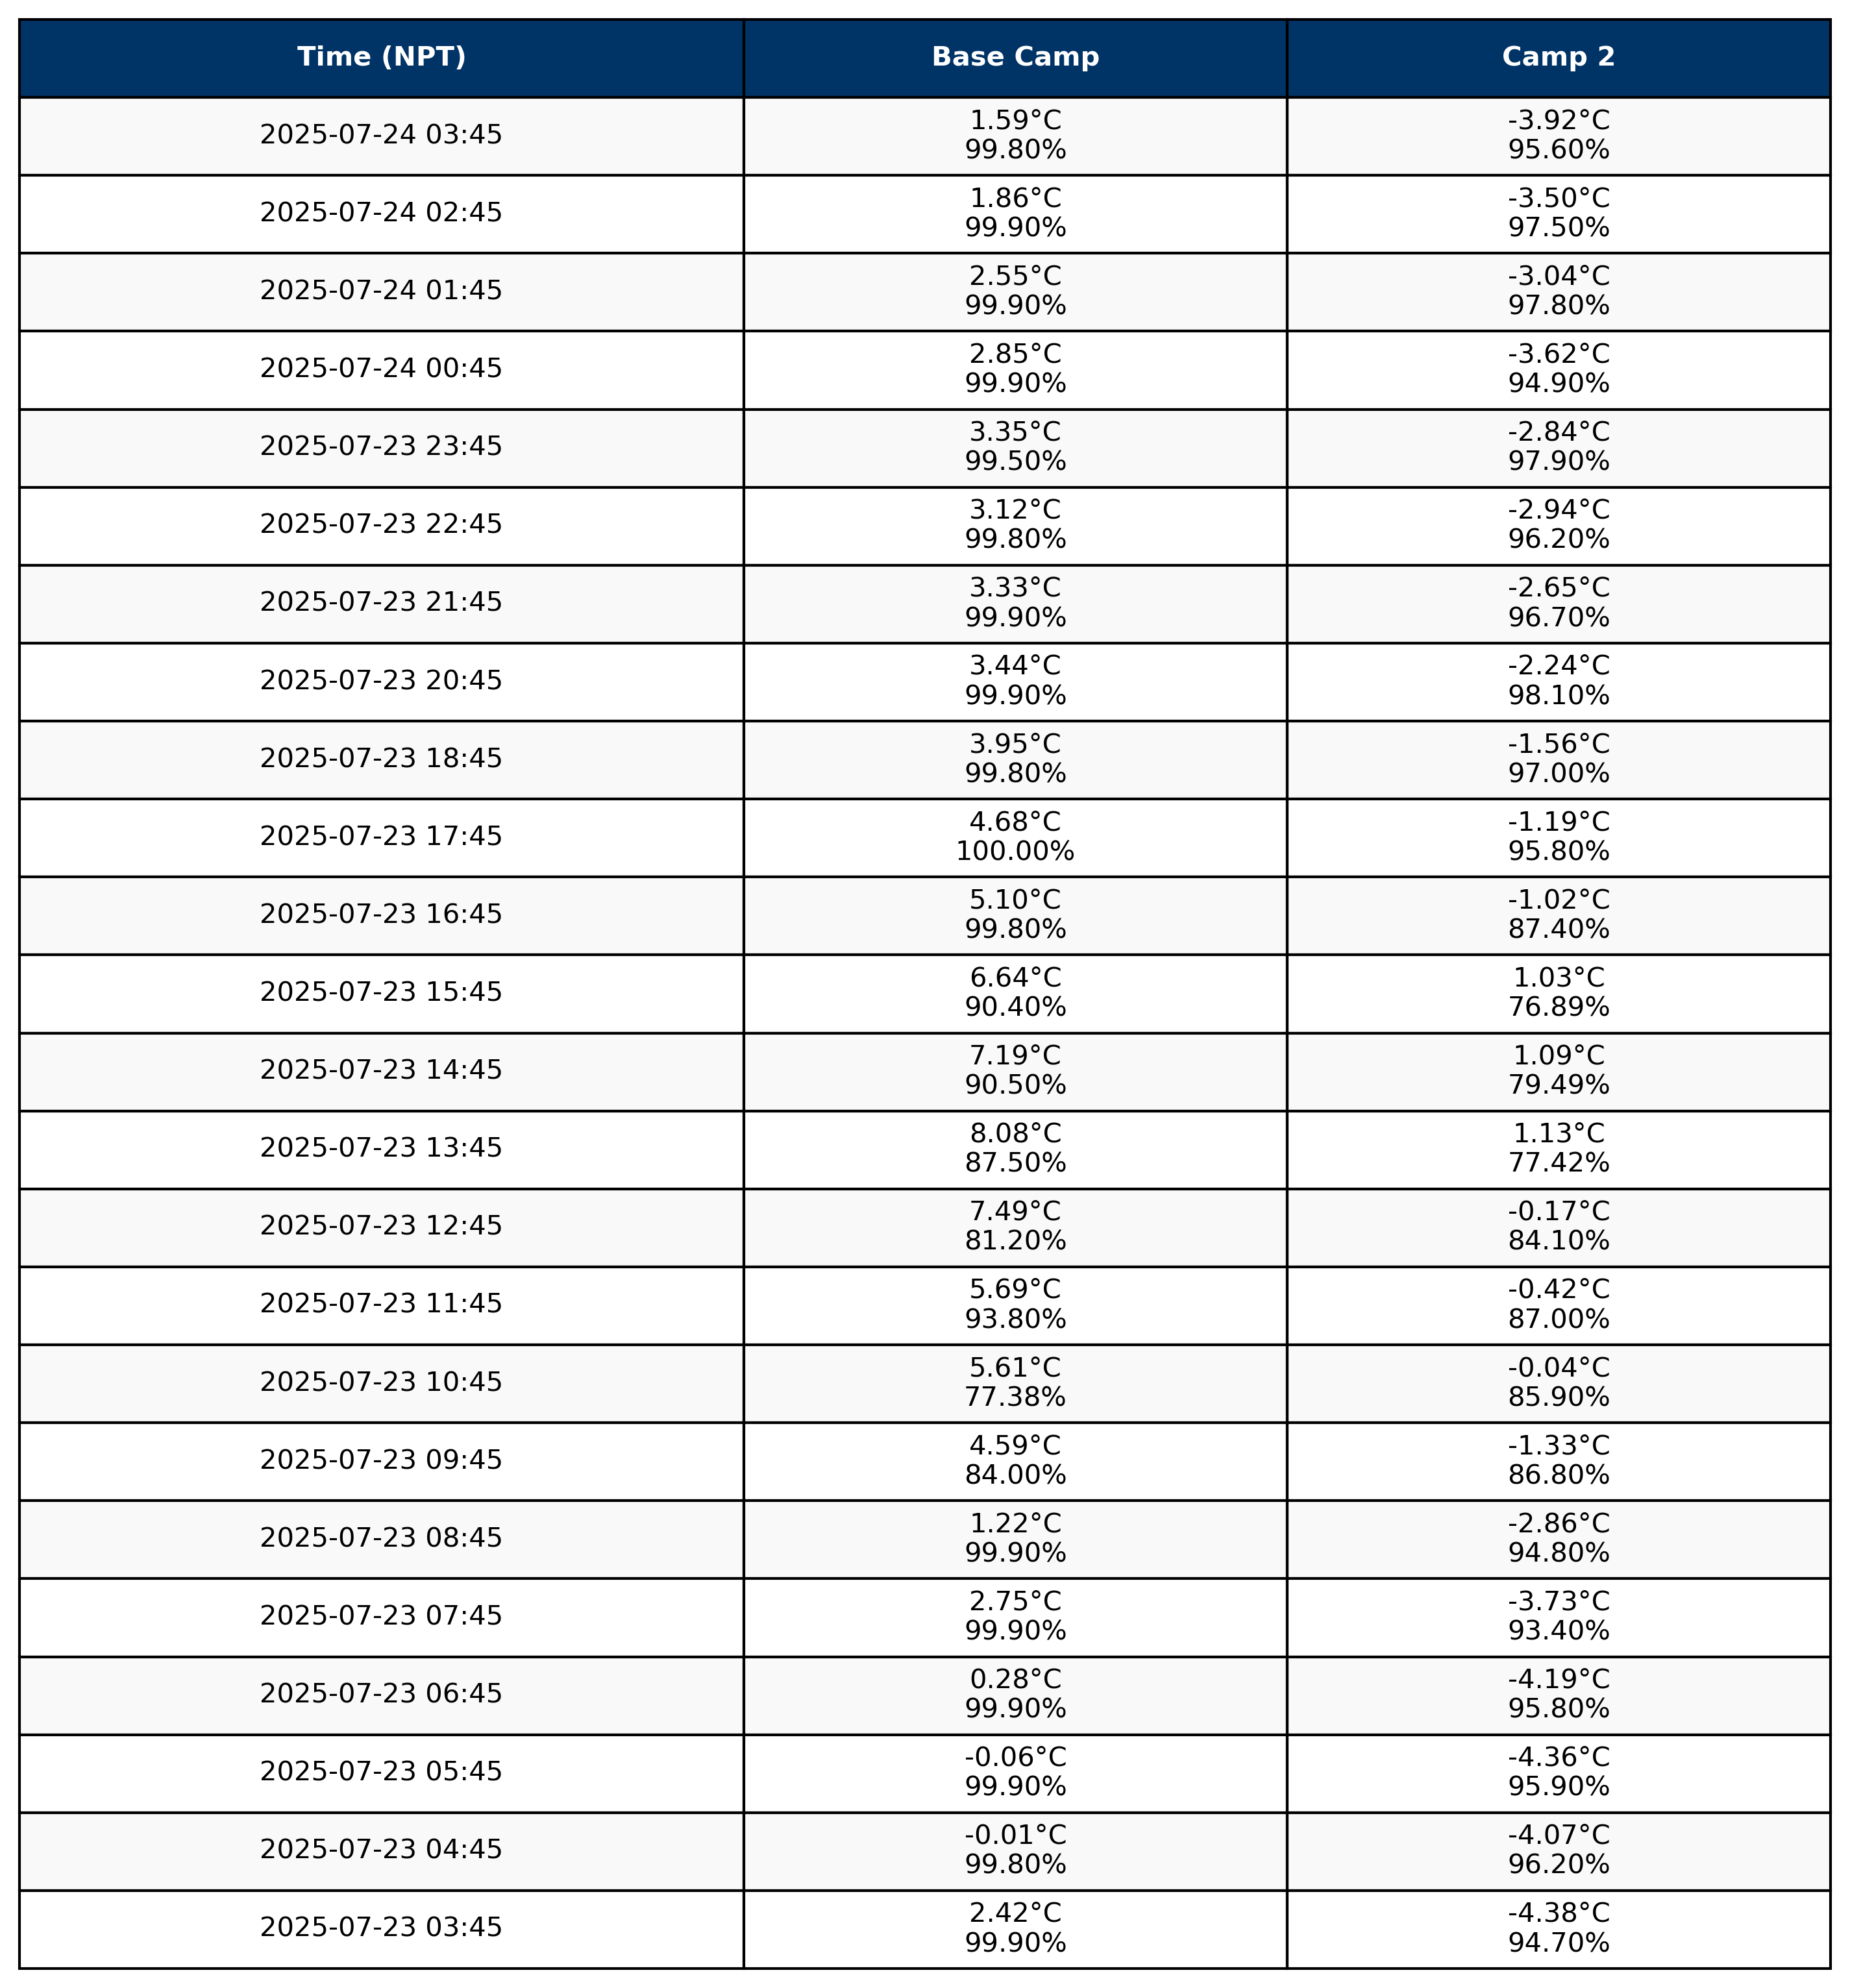 Time (NPT) Base Camp Camp 2
1.59°C -3.92°C
2025-07-24 03:45
99.80% 95.60%
1.86°C -3.50°C
2025-07-24 02:45
99.90% 97.50%
2.55°C -3.04°C
2025-07-24 01:45
99.90% 97.80%
2.85°C -3.62°C
2025-07-24 00:45
99.90% 94.90%
3.35°C -2.84°C
2025-07-23 23:45
99.50% 97.90%
3.12°C -2.94°C
2025-07-23 22:45
99.80% 96.20%
3.33°C -2.65°C
2025-07-23 21:45
99.90% 96.70%
3.44°C -2.24°C
2025-07-23 20:45
99.90% 98.10%
3.95°C -1.56°C
2025-07-23 18:45
99.80% 97.00%
4.68°C -1.19°C
2025-07-23 17:45
100.00% 95.80%
5.10°C -1.02°C
2025-07-23 16:45
99.80% 87.40%
6.64°C 1.03°C
2025-07-23 15:45
90.40% 76.89%
7.19°C 1.09°C
2025-07-23 14:45
90.50% 79.49%
8.08°C 1.13°C
2025-07-23 13:45
87.50% 77.42%
7.49°C -0.17°C
2025-07-23 12:45
81.20% 84.10%
5.69°C -0.42°C
2025-07-23 11:45
93.80% 87.00%
5.61°C -0.04°C
2025-07-23 10:45
77.38% 85.90%
4.59°C -1.33°C
2025-07-23 09:45
84.00% 86.80%
1.22°C -2.86°C
2025-07-23 08:45
99.90% 94.80%
2.75°C -3.73°C
2025-07-23 07:45
99.90% 93.40%
0.28°C -4.19°C
2025-07-23 06:45
99.90% 95.80%
-0.06°C -4.36°C
2025-07-23 05:45
99.90% 95.90%
-0.01°C -4.07°C
2025-07-23 04:45
99.80% 96.20%
2.42°C -4.38°C
2025-07-23 03:45
99.90% 94.70%